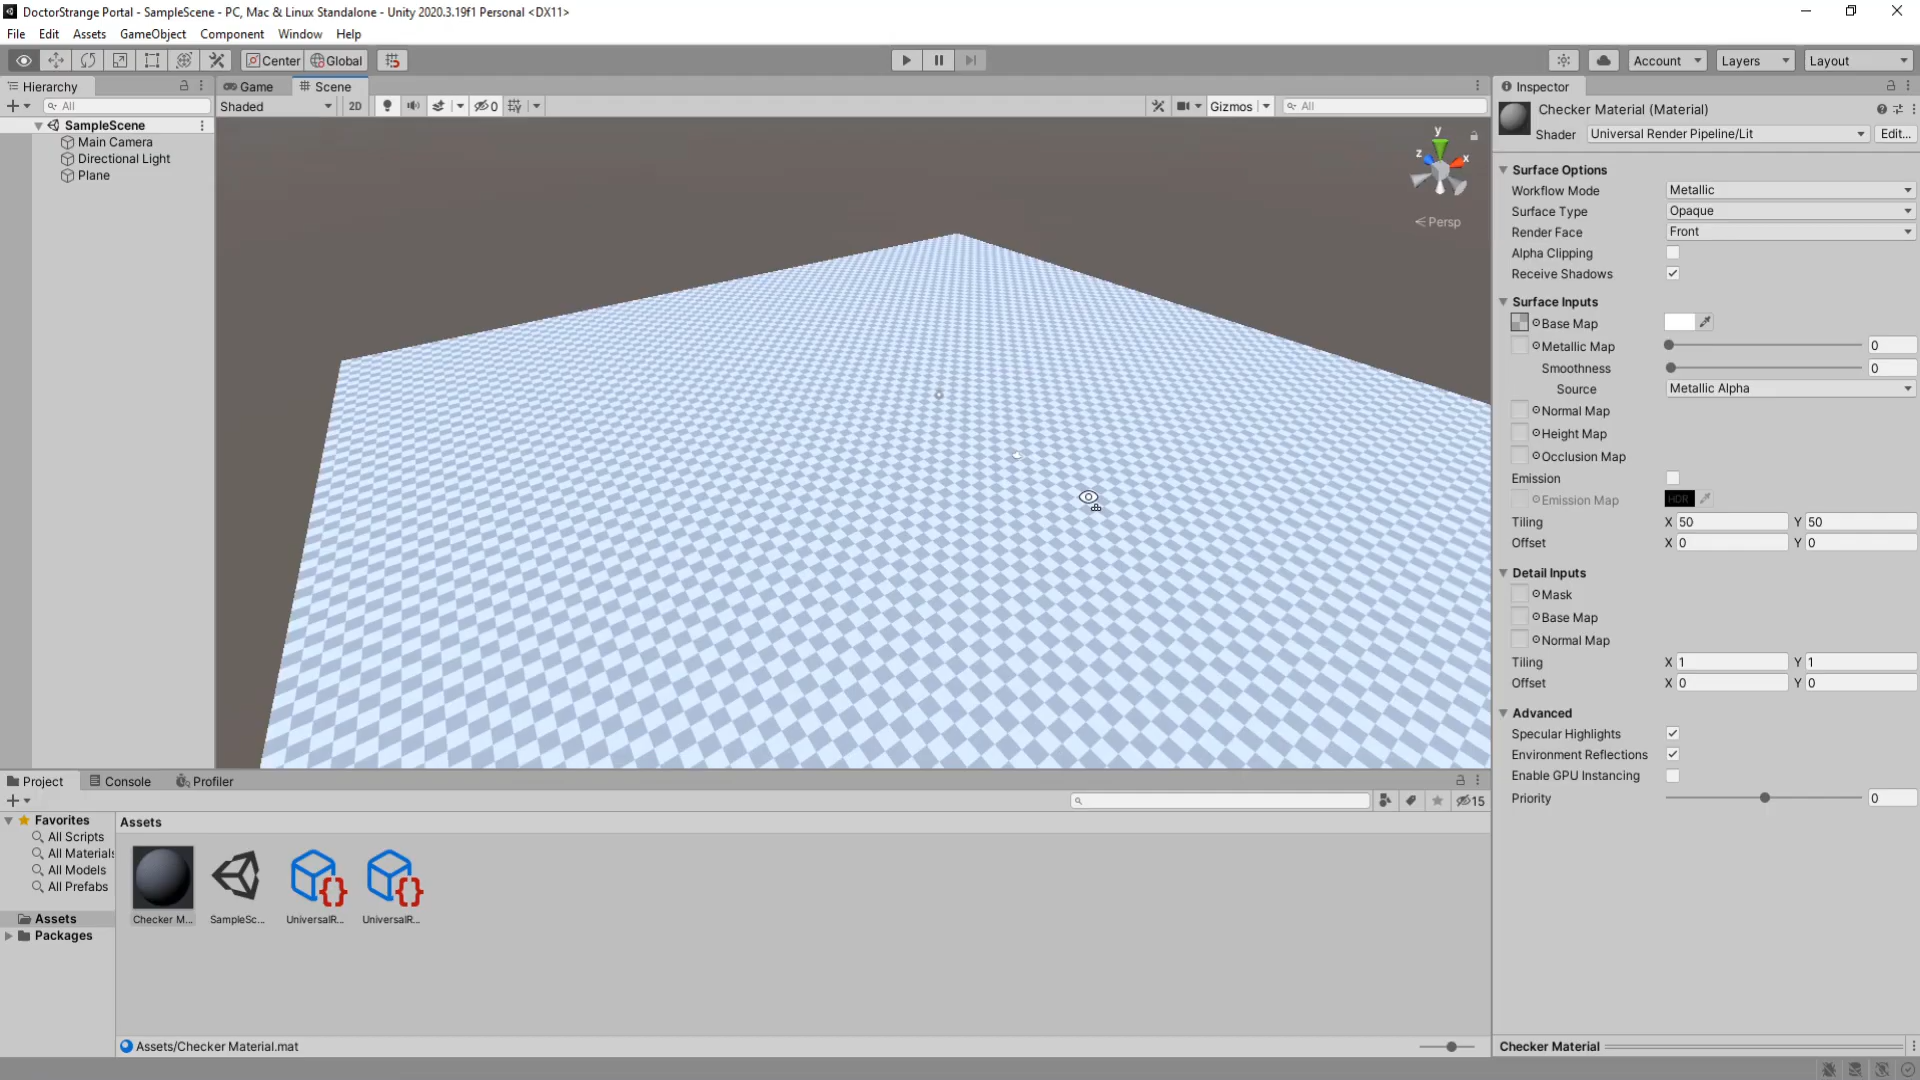 DoctorStrange Portal - SampleScene - PC, Mac & Linux Standalone - Unity 2020.3.19f1 Personal <DX11>
File Edit Assets GameObject Component Window Help
Center Global Account Layers Layout
Hierarchy
All
SampleScene
Main Camera
Directional Light
Plane
Game Scene
Shaded 2D 0 Gizmos All
y
z x
Persp
Inspector
Checker Material (Material)
Shader Universal Render Pipeline/Lit Edit...
Surface Options
Workflow Mode Metallic
Surface Type Opaque
Render Face Front
Alpha Clipping
Receive Shadows
Surface Inputs
Base Map
Metallic Map 0
Smoothness 0
Source Metallic Alpha
Normal Map
Height Map
Occlusion Map
Emission
Emission Map HDR
Tiling X 50 Y 50
Offset X 0 Y 0
Detail Inputs
Mask
Base Map
Normal Map
Tiling X 1 Y 1
Offset X 0 Y 0
Advanced
Specular Highlights
Environment Reflections
Enable GPU Instancing
Priority 0
Project Console Profiler
15
Favorites
All Scripts
All Materials
All Models
All Prefabs
Assets
Packages
Assets
Checker M... SampleSc... UniversalR... UniversalR...
Assets/Checker Material.mat
Checker Material